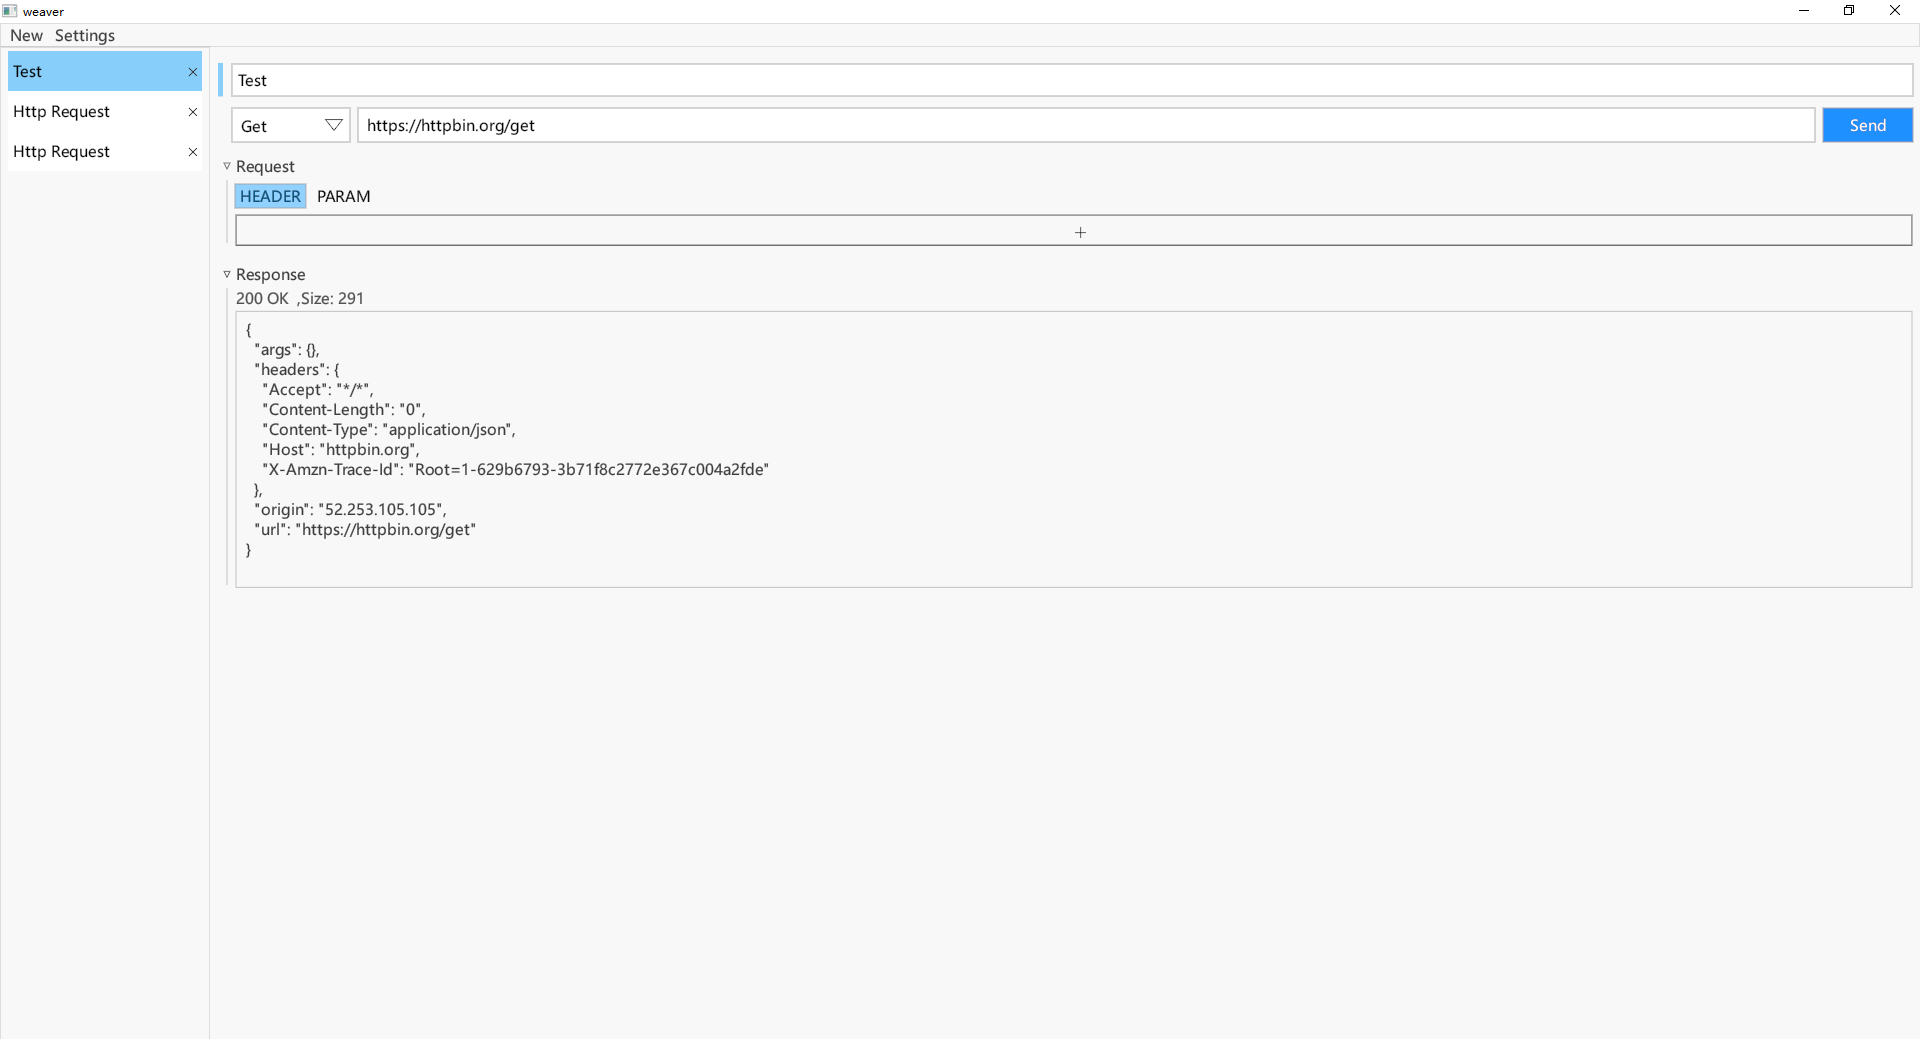 weaver
New Settings
Test
Http Request
Http Request
Test
Get https://httpbin.org/get Send
Request
HEADER PARAM
+
Response
200 OK ,Size: 291
{
  "args": {},
  "headers": {
    "Accept": "*/*",
    "Content-Length": "0",
    "Content-Type": "application/json",
    "Host": "httpbin.org",
    "X-Amzn-Trace-Id": "Root=1-629b6793-3b71f8c2772e367c004a2fde"
  },
  "origin": "52.253.105.105",
  "url": "https://httpbin.org/get"
}